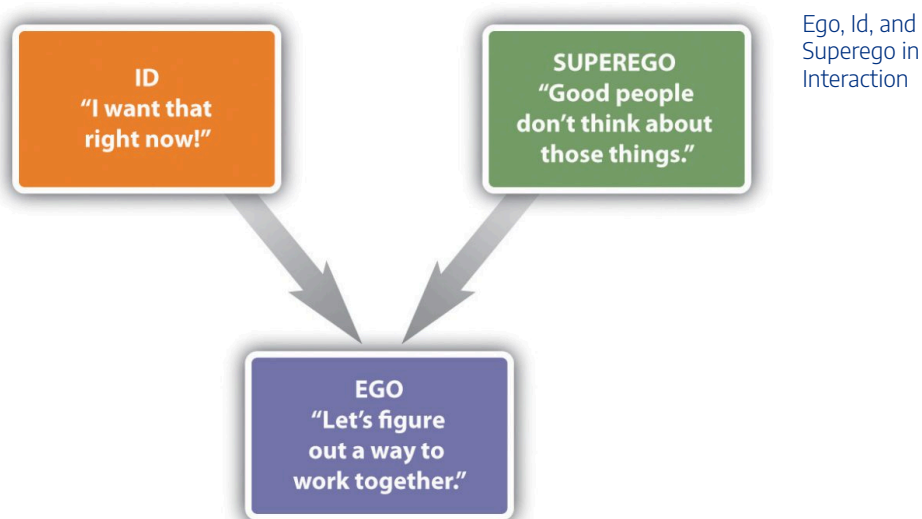 ID
“I want that
right now!”
SUPEREGO
“Good people
don’t think about
those things.”
EGO
“Let’s figure
out a way to
work together.”
Ego, Id, and
Superego in
Interaction